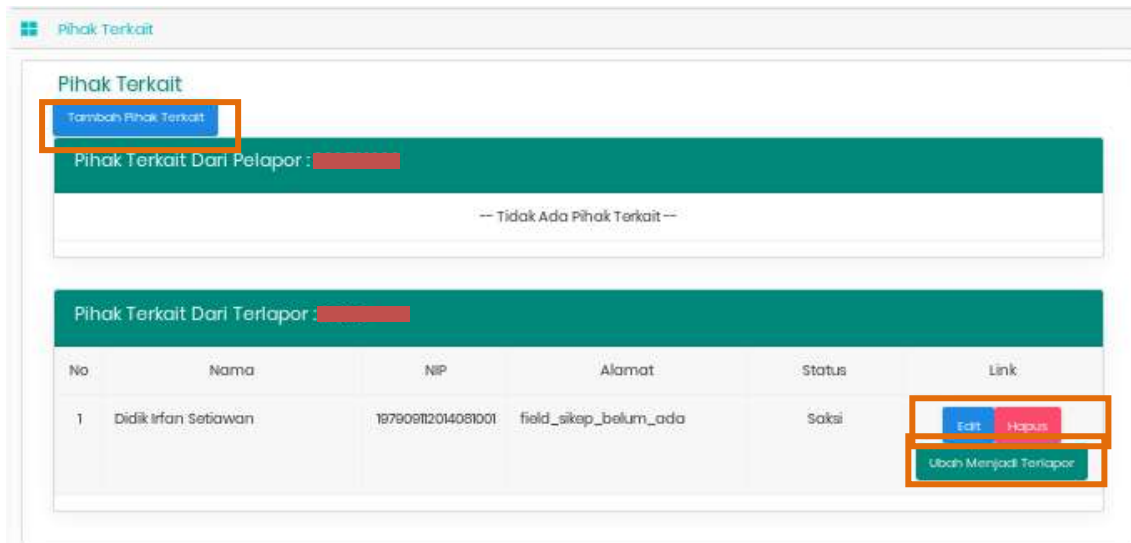 Pihak Terkait
Pihak Terkait
Tambah Pihak Terkait
Pihak Terkait Dari Pelapor :
-- Tidak Ada Pihak Terkait --
Pihak Terkait Dari Terlapor :
No Nama NIP Alamat Status Link
1 Didik Irfan Setiawan 197909112014081001 field_sikep_belum_ada Saksi Edit Hapus
Ubah Menjadi Terlapor